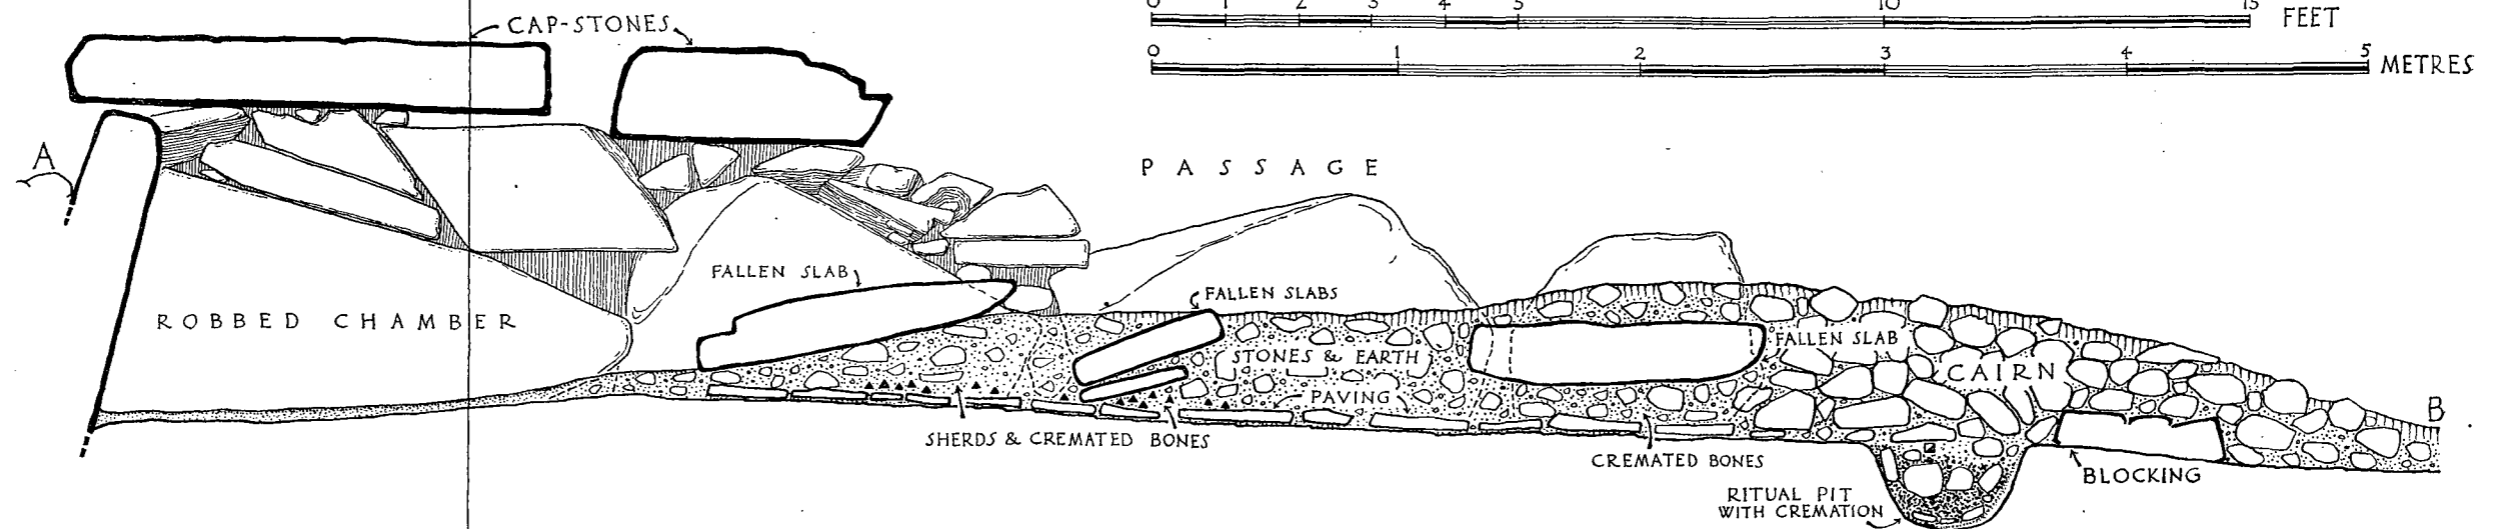 0 1 2 3 4 5 10 15 FEET
0 1 2 3 4 5 METRES
CAP-STONES
A
PASSAGE
FALLEN SLAB
FALLEN SLABS
ROBBED CHAMBER
STONES & EARTH
FALLEN SLAB
CAIRN
PAVING
B
SHERDS & CREMATED BONES
CREMATED BONES
BLOCKING
RITUAL PIT
WITH CREMATION